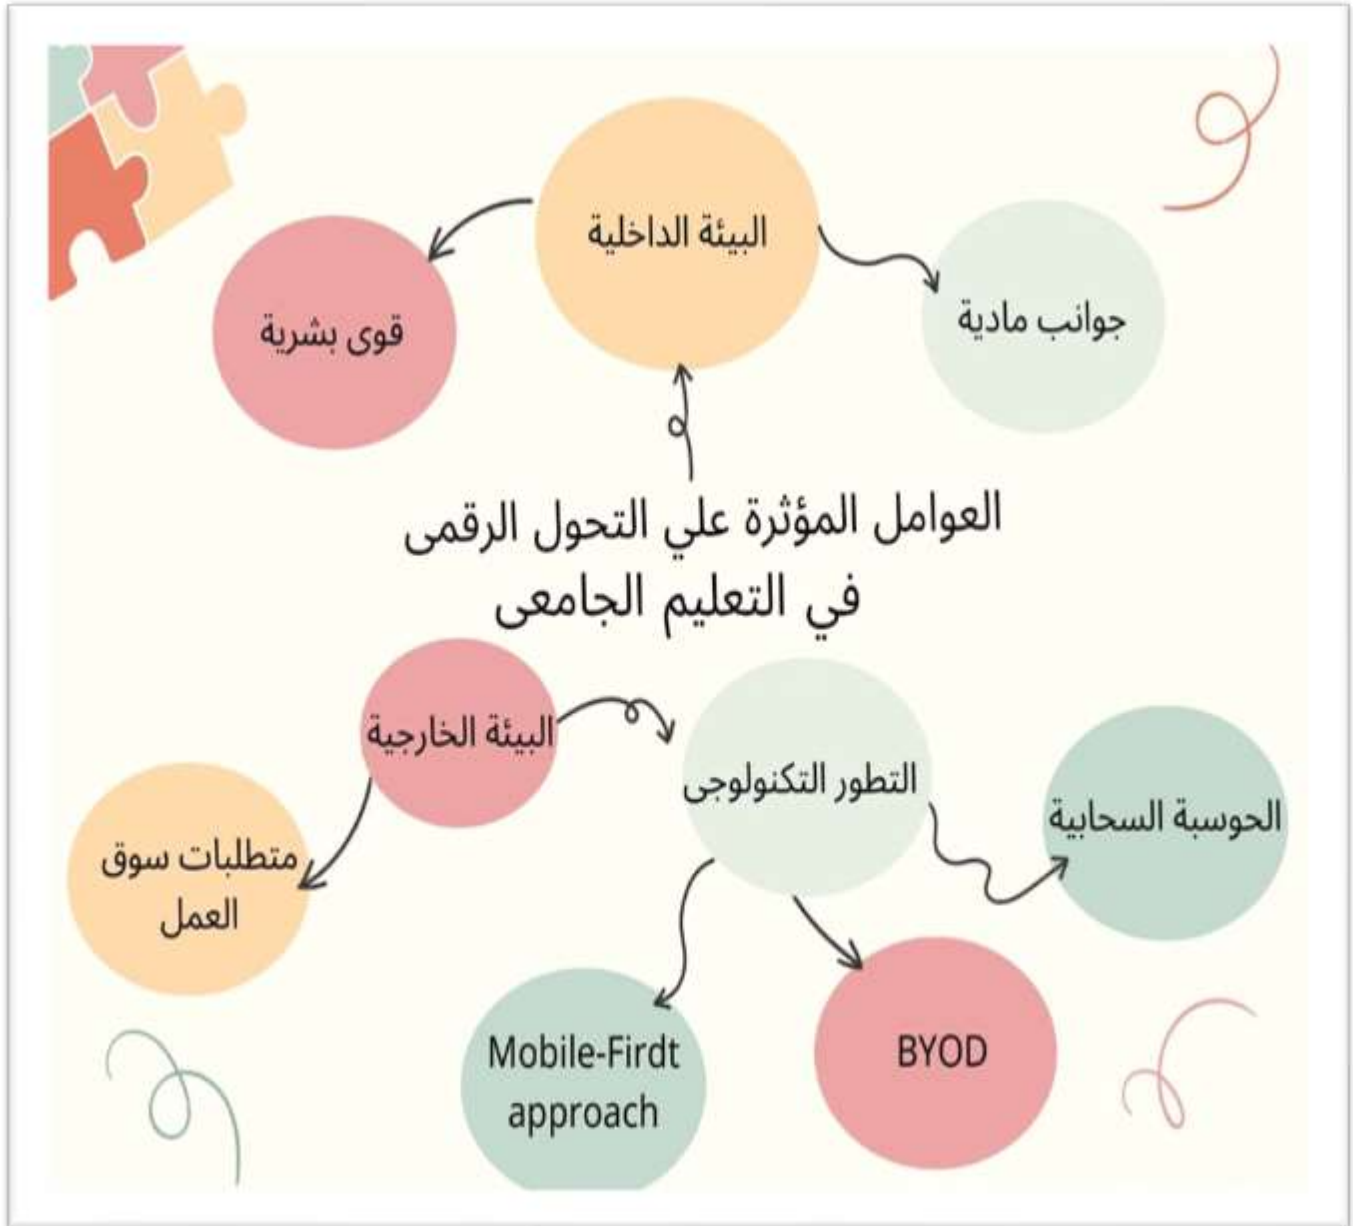 البيئة الداخلية
جوانب مادية
قوى بشرية
العوامل المؤثرة علي التحول الرقمى
في التعليم الجامعى
البيئة الخارجية
التطور التكنولوجى
الحوسبة السحابية
متطلبات سوق
العمل
BYOD
Mobile-Firdt
approach